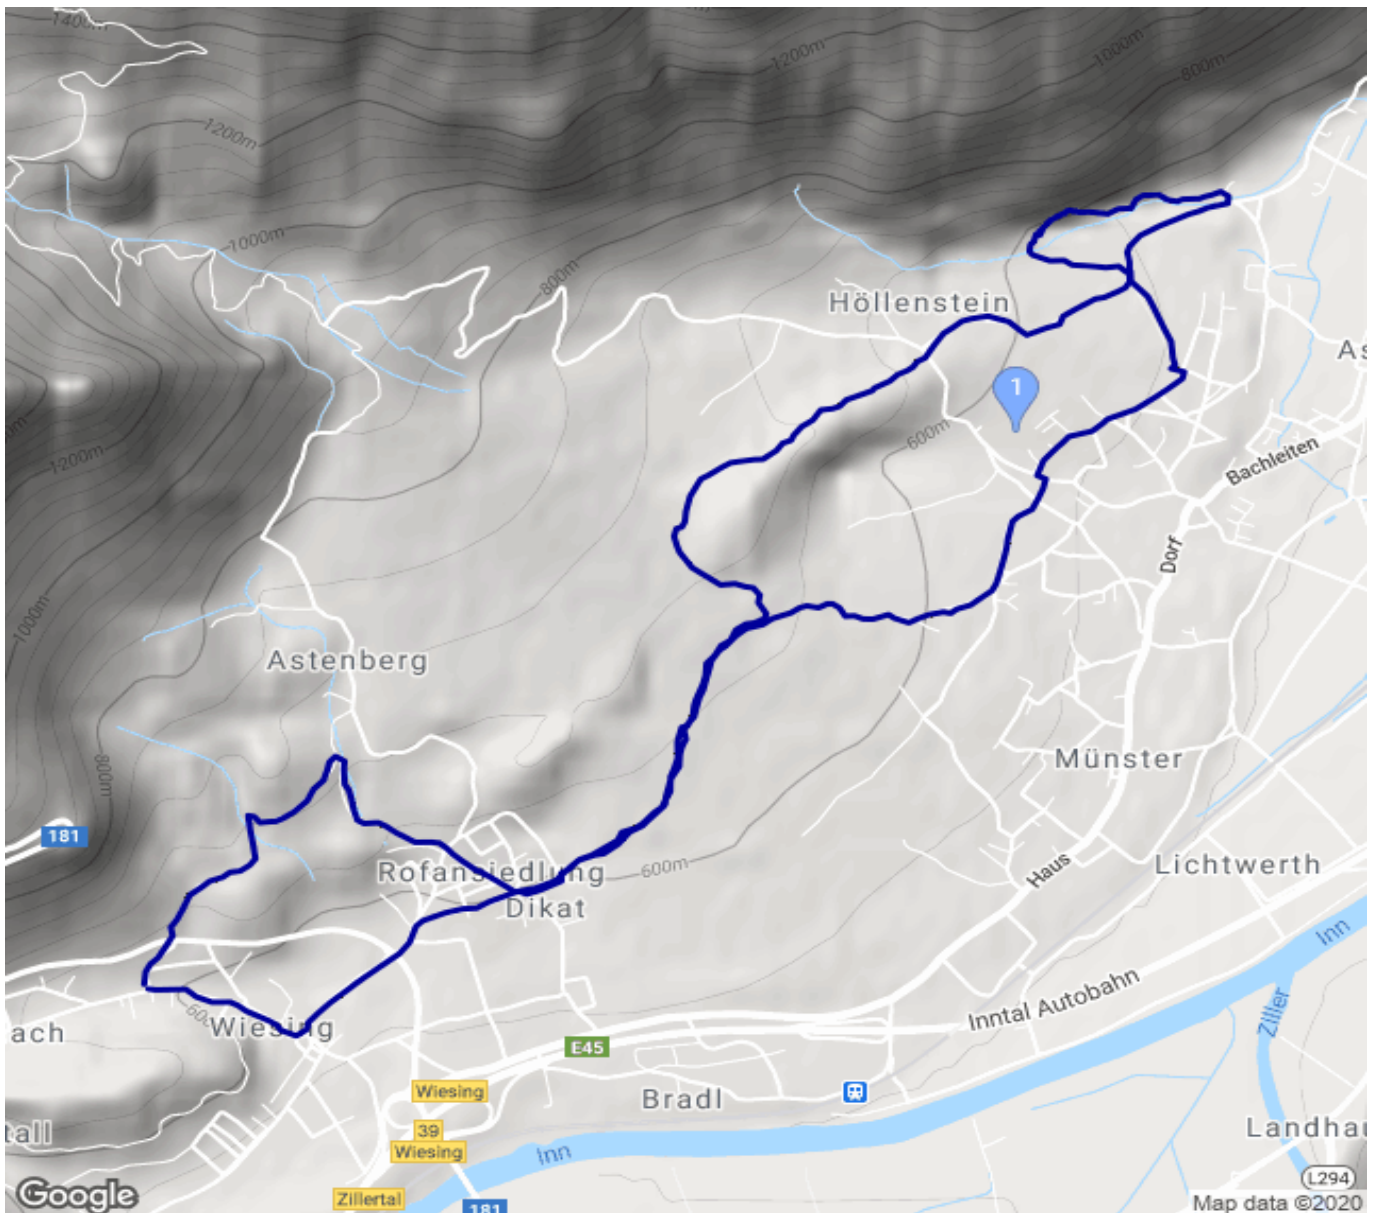 1400m
1200m
1000m
800m
1200m
1000m
800m
Höllenstein
As
1
600m
1200m
Bachleiten
Dorf
1000m
Astenberg
Münster
800m
181
Rofansiedlung
600m
Haus
Lichtwerth
Dikat
Inn
Inntal Autobahn
Ziller
600
Wiesing
ach
E45
Wiesing
Bradl
39
Wiesing
tall
Landhau
Inn
Zillertal
181
L294
Google
Map data ©2020